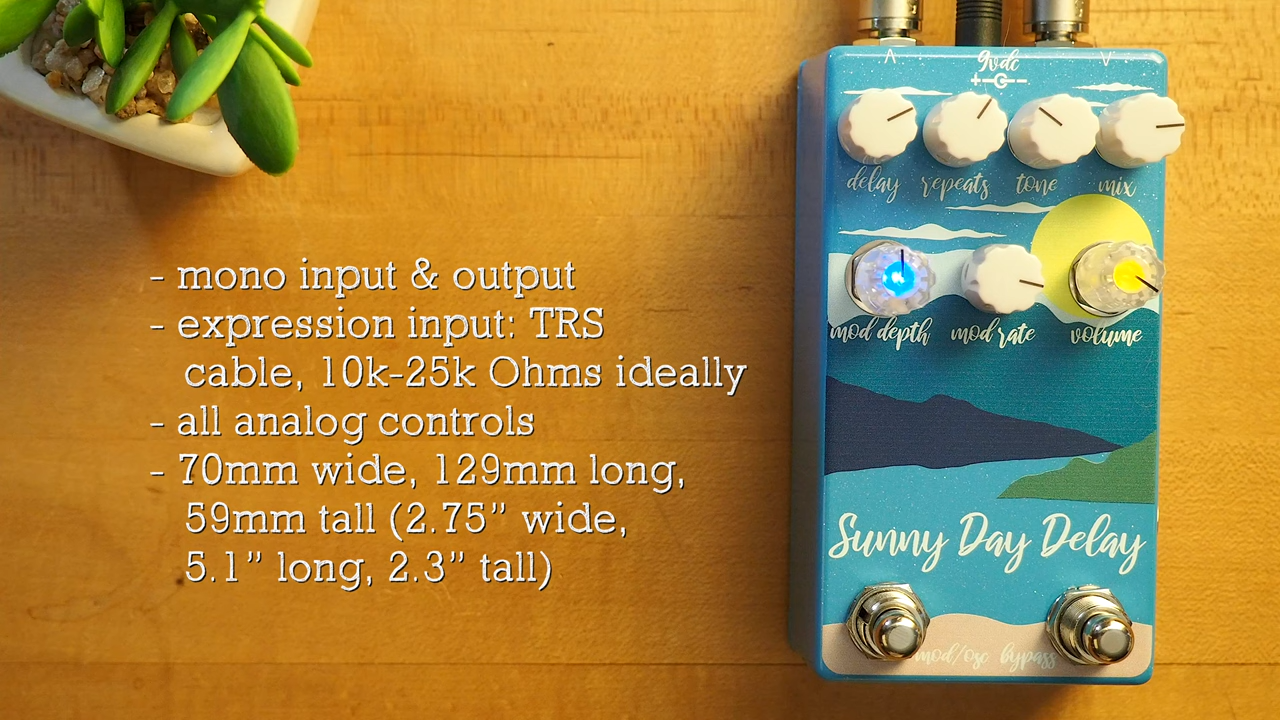 - mono input & output
- expression input: TRS
cable, 10k-25k Ohms ideally
- all analog controls
- 70mm wide, 129mm long,
59mm tall (2.75” wide,
5.1” long, 2.3” tall)
9vdc
delay repeats tone mix
mod depth mod rate volume
Sunny Day Delay
mod/osc bypass